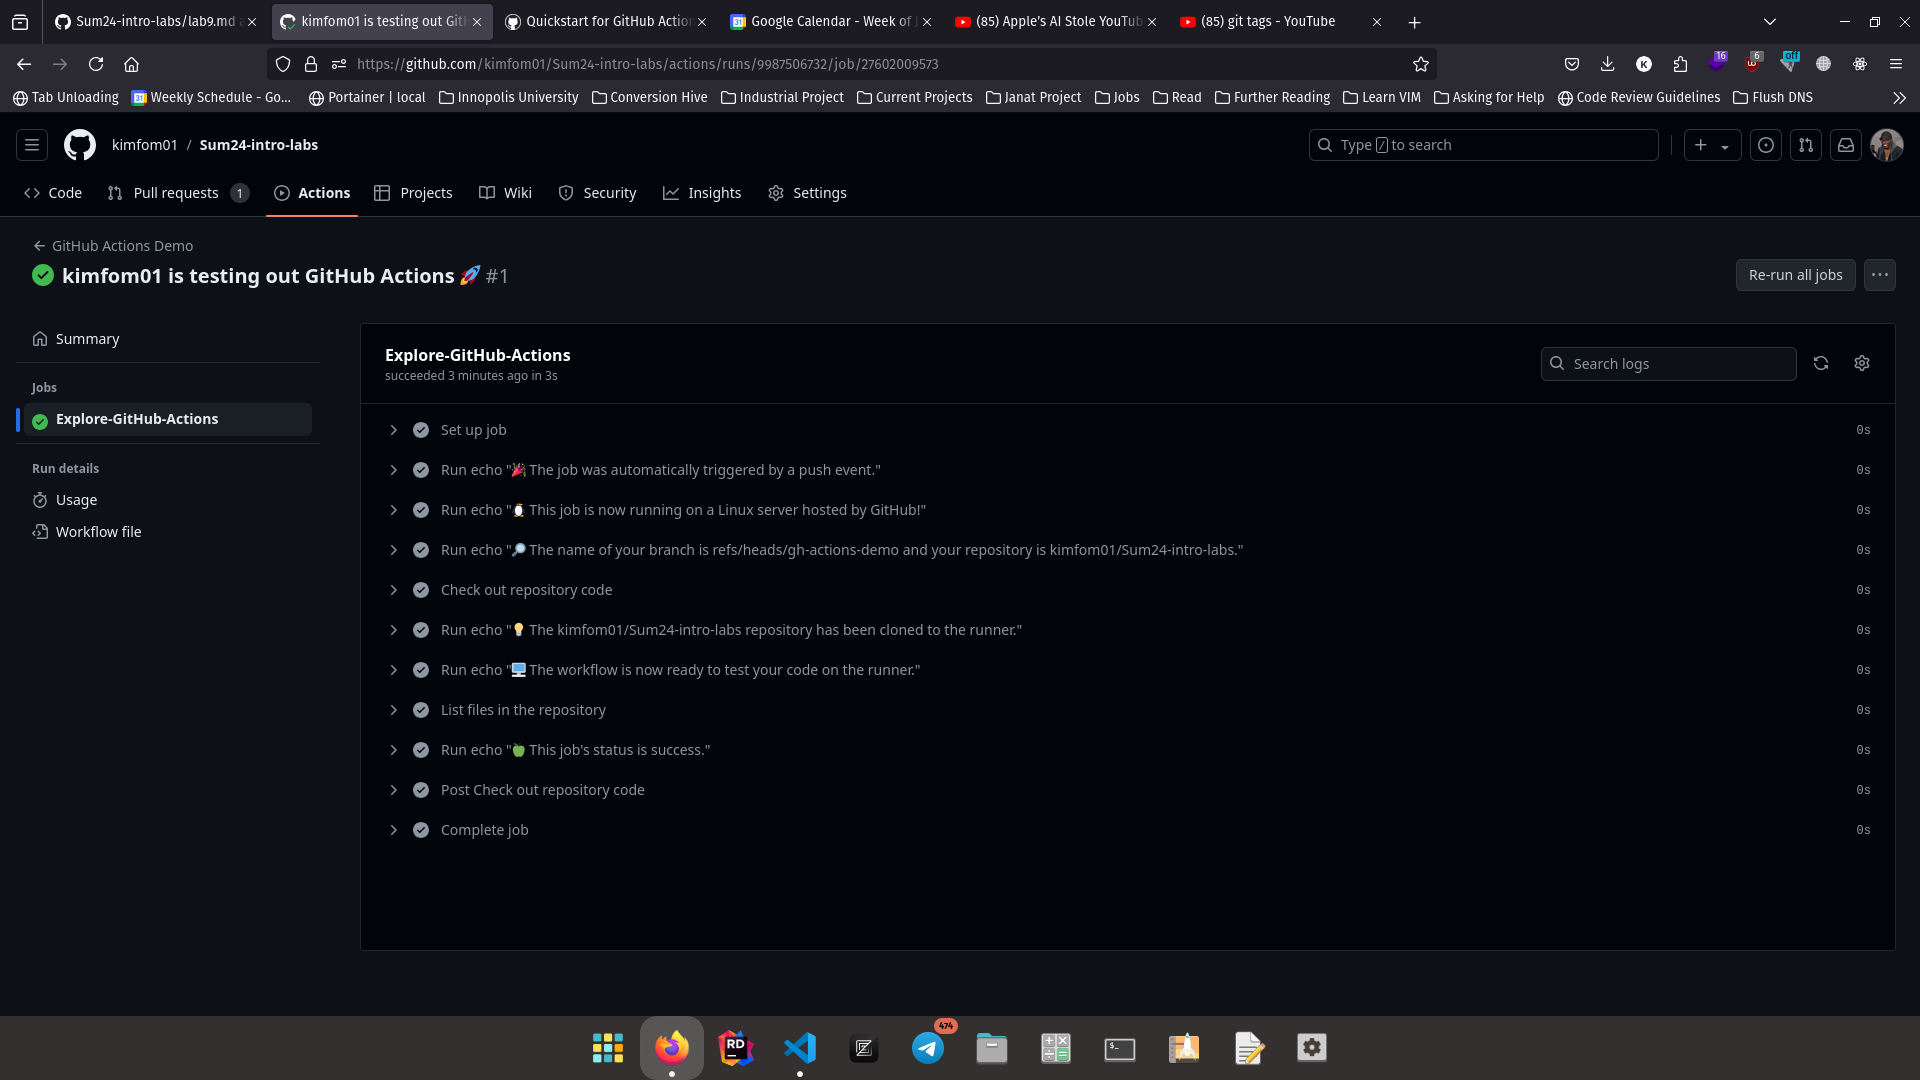 Sum24-intro-labs/lab9.md a
kimfom01 is testing out GitH
Quickstart for GitHub Action
Google Calendar - Week of J
(85) Apple's AI Stole YouTub
(85) git tags - YouTube
https://github.com/kimfom01/Sum24-intro-labs/actions/runs/9987506732/job/27602009573
K
16
6
off
Tab Unloading
Weekly Schedule - Go...
Portainer | local
Innopolis University
Conversion Hive
Industrial Project
Current Projects
Janat Project
Jobs
Read
Further Reading
Learn VIM
Asking for Help
Code Review Guidelines
Flush DNS
kimfom01 / Sum24-intro-labs
Type / to search
Code
Pull requests 1
Actions
Projects
Wiki
Security
Insights
Settings
GitHub Actions Demo
kimfom01 is testing out GitHub Actions 🚀 #1
Re-run all jobs
Summary
Jobs
Explore-GitHub-Actions
Run details
Usage
Workflow file
Explore-GitHub-Actions
succeeded 3 minutes ago in 3s
Search logs
Set up job 0s
Run echo "🎉 The job was automatically triggered by a push event." 0s
Run echo "🐧 This job is now running on a Linux server hosted by GitHub!" 0s
Run echo "🔎 The name of your branch is refs/heads/gh-actions-demo and your repository is kimfom01/Sum24-intro-labs." 0s
Check out repository code 0s
Run echo "💡 The kimfom01/Sum24-intro-labs repository has been cloned to the runner." 0s
Run echo "🖥️ The workflow is now ready to test your code on the runner." 0s
List files in the repository 0s
Run echo "🍏 This job's status is success." 0s
Post Check out repository code 0s
Complete job 0s
RD
474
$_